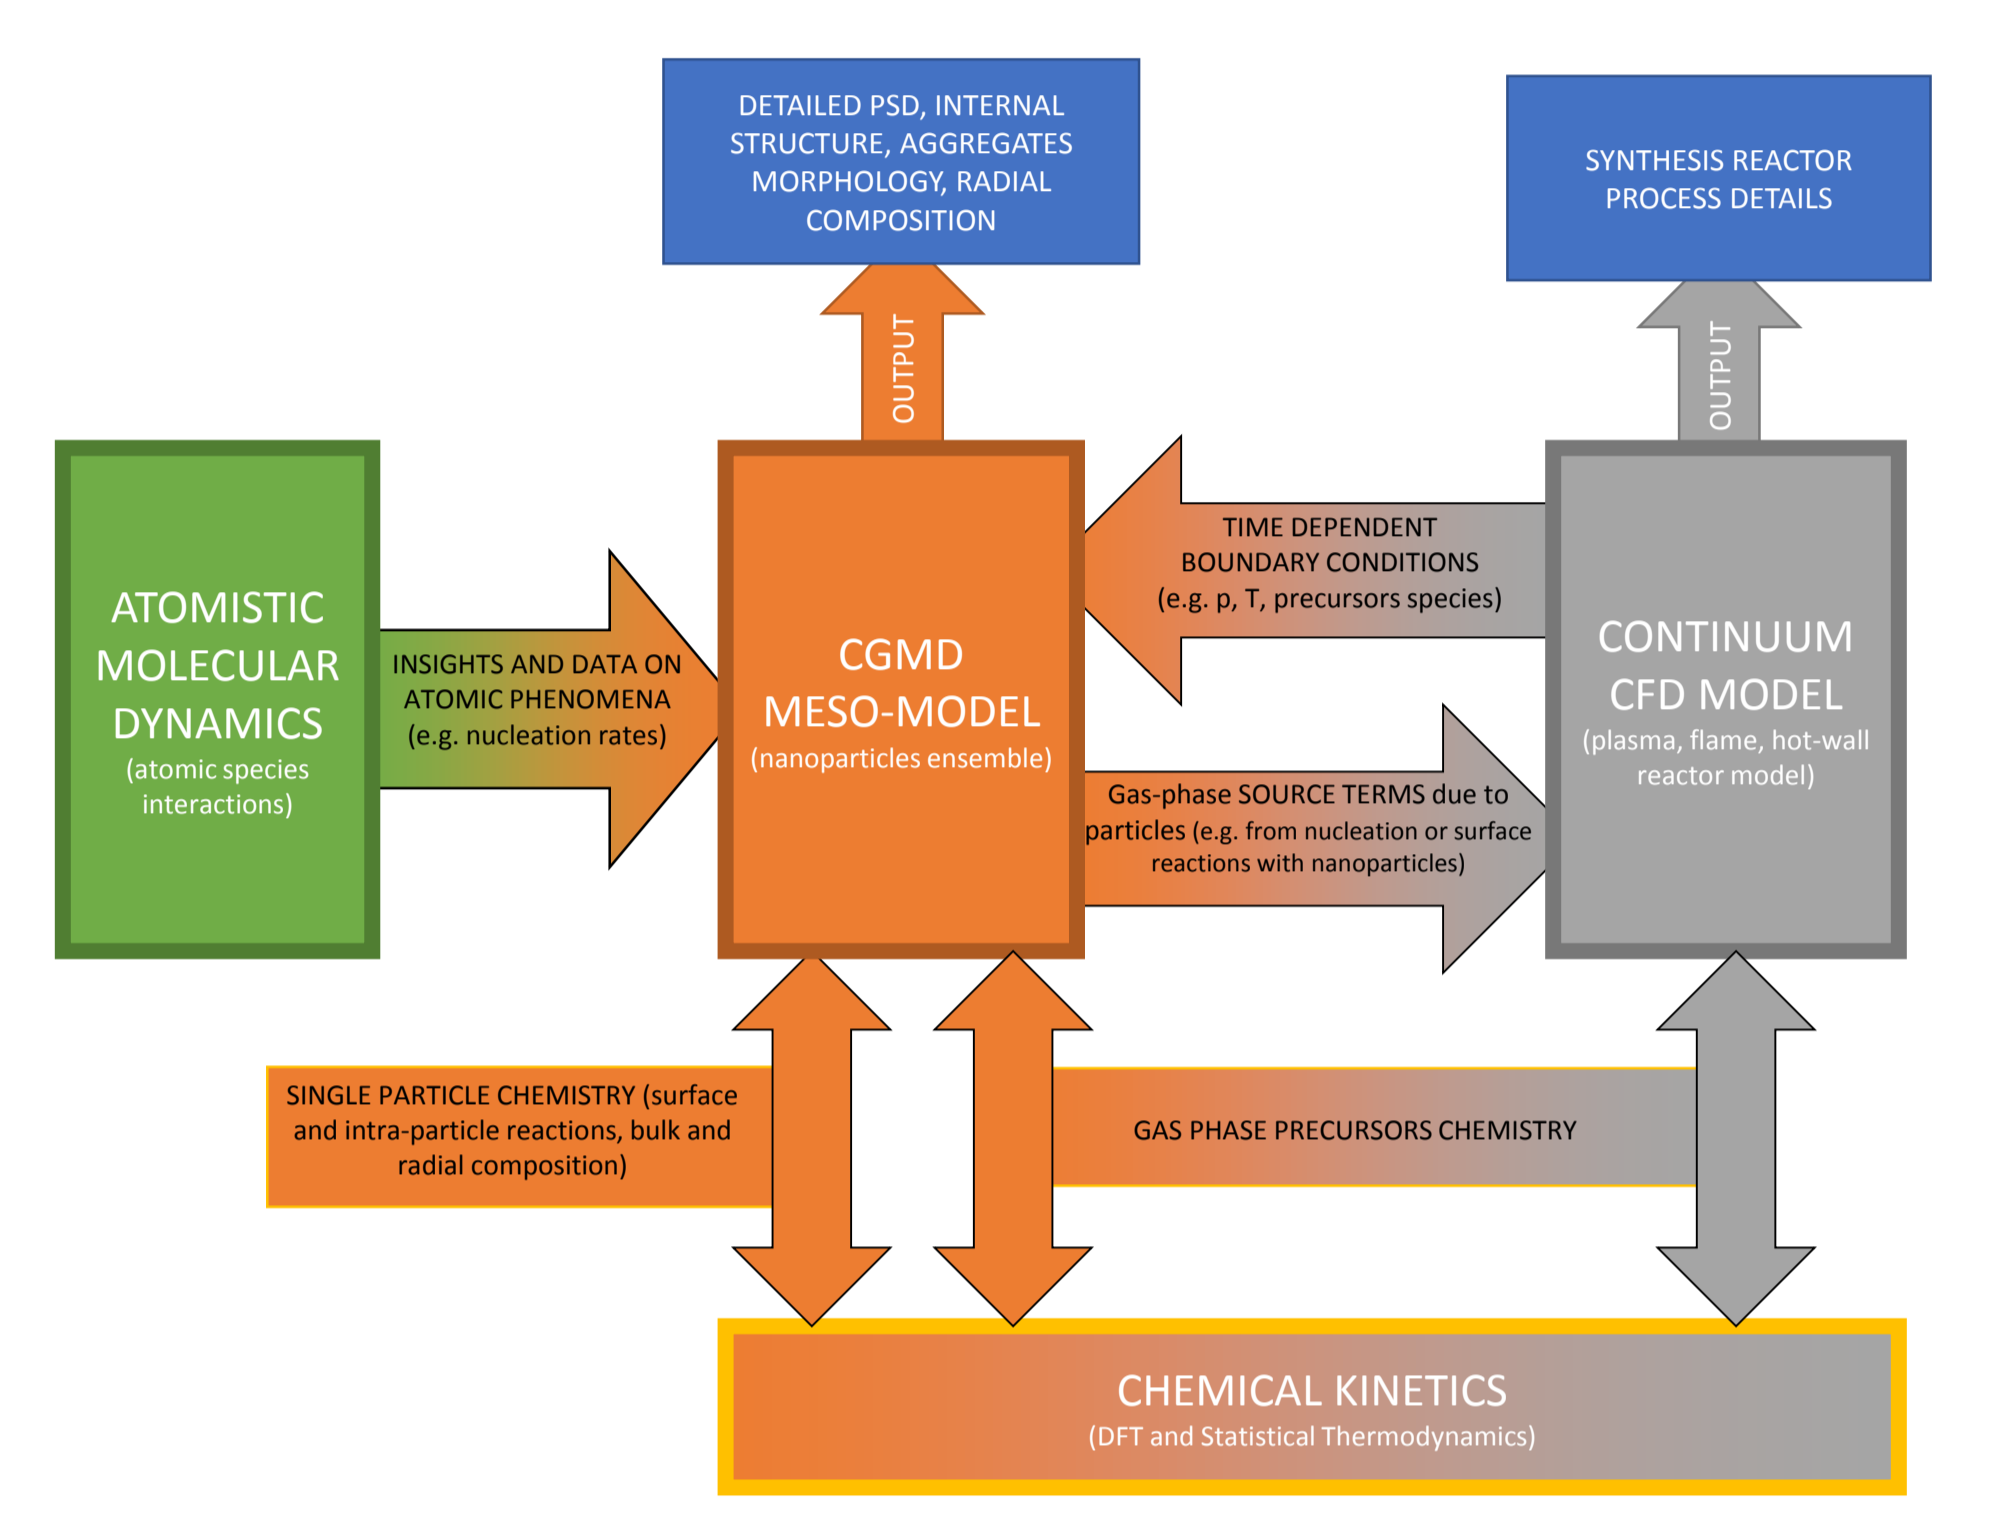 DETAILED PSD, INTERNAL
STRUCTURE, AGGREGATES
MORPHOLOGY, RADIAL
COMPOSITION
SYNTHESIS REACTOR
PROCESS DETAILS
OUTPUT
OUTPUT
ATOMISTIC
MOLECULAR
DYNAMICS
(atomic species
interactions)
INSIGHTS AND DATA ON
ATOMIC PHENOMENA
(e.g. nucleation rates)
CGMD
MESO-MODEL
(nanoparticles ensemble)
TIME DEPENDENT
BOUNDARY CONDITIONS
(e.g. p, T, precursors species)
Gas-phase SOURCE TERMS due to
particles (e.g. from nucleation or surface
reactions with nanoparticles)
CONTINUUM
CFD MODEL
(plasma, flame, hot-wall
reactor model)
SINGLE PARTICLE CHEMISTRY (surface
and intra-particle reactions, bulk and
radial composition)
GAS PHASE PRECURSORS CHEMISTRY
CHEMICAL KINETICS
(DFT and Statistical Thermodynamics)